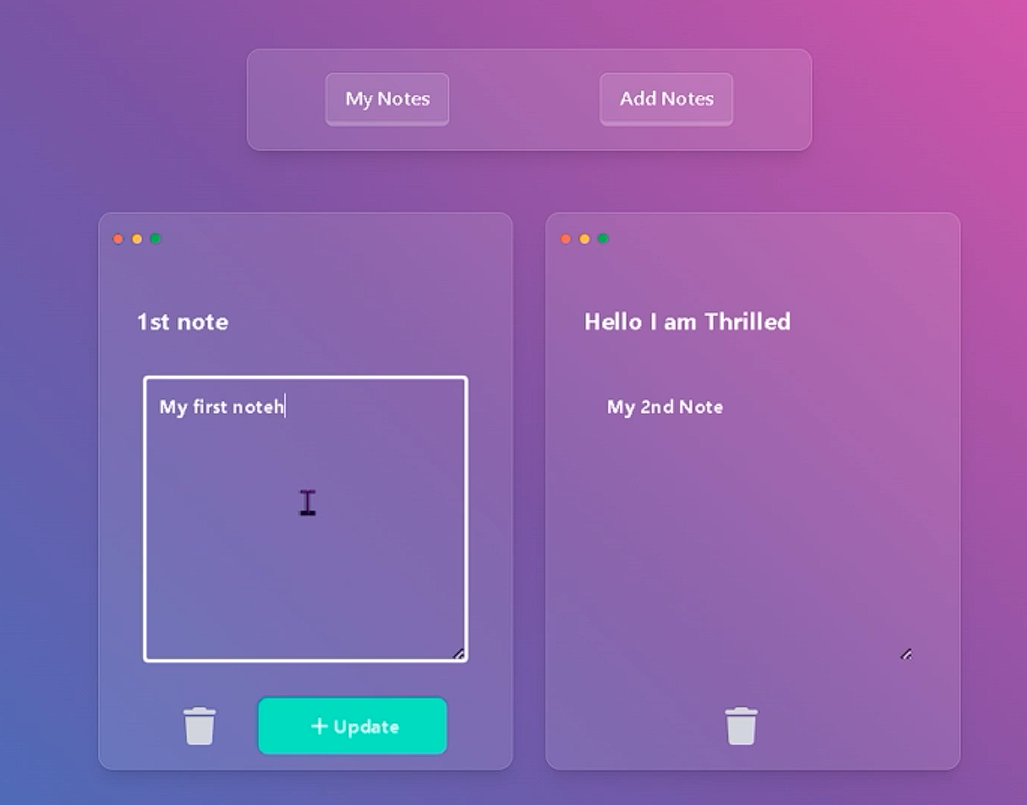 My Notes
Add Notes
1st note
My first noteh
+ Update
Hello I am Thrilled
My 2nd Note